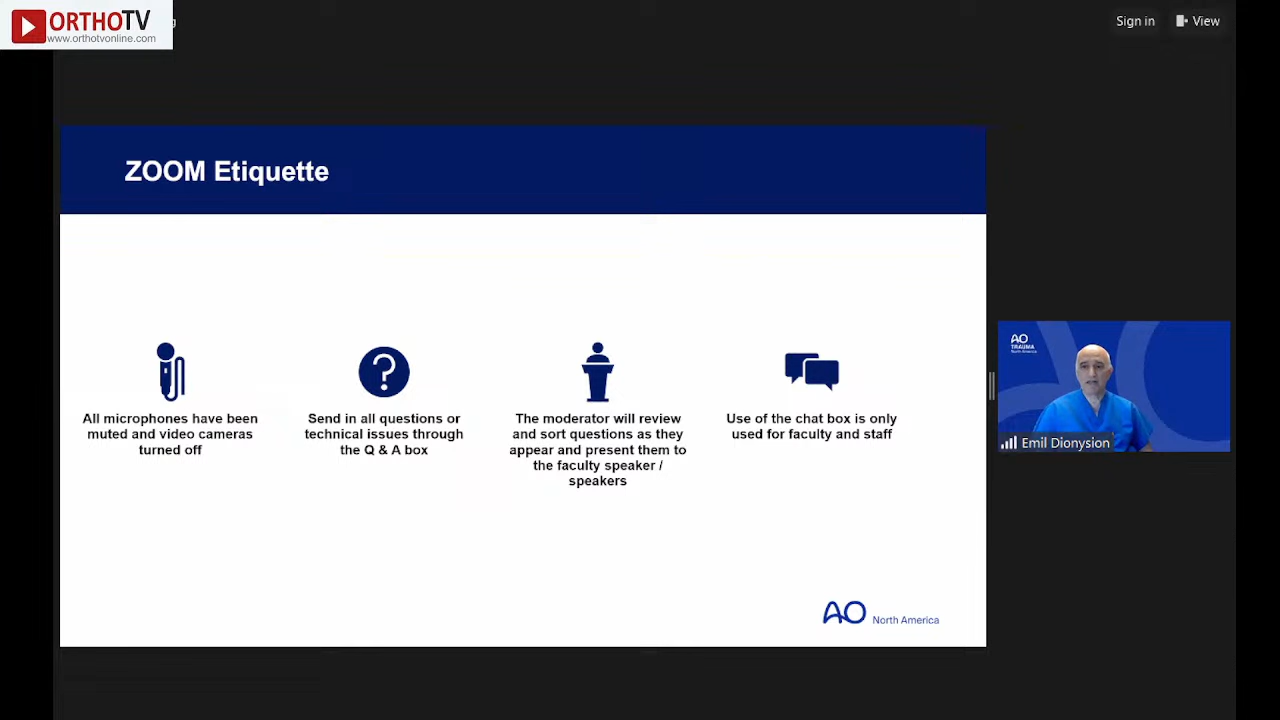 ORTHOTV
www.orthotvonline.com
Sign in
View
ZOOM Etiquette
All microphones have been
muted and video cameras
turned off
Send in all questions or
technical issues through
the Q & A box
The moderator will review
and sort questions as they
appear and present them to
the faculty speaker /
speakers
Use of the chat box is only
used for faculty and staff
AO
TRAUMA
North America
Emil Dionysion
AO North America